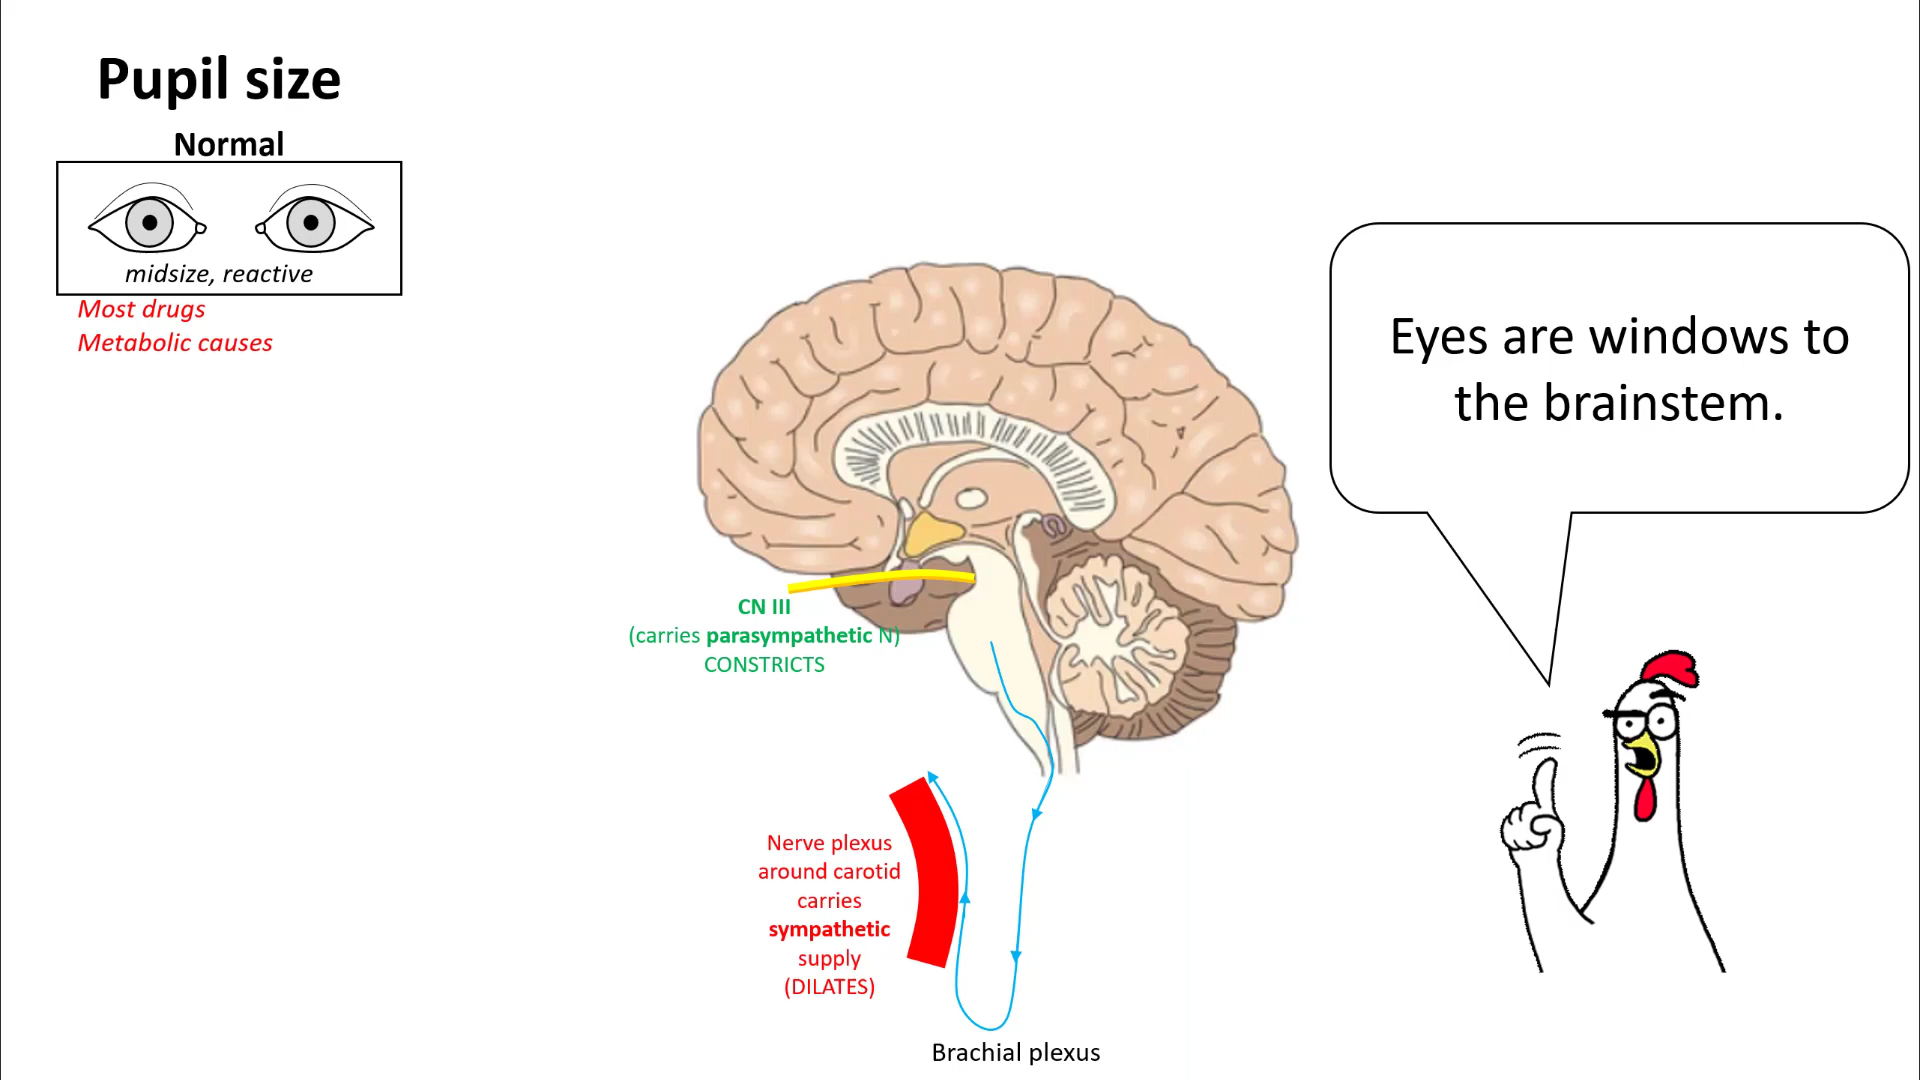 Pupil size
Normal
midsize, reactive
Most drugs
Metabolic causes
Eyes are windows to
the brainstem.
CN III
(carries parasympathetic N)
CONSTRICTS
Nerve plexus
around carotid
carries
sympathetic
supply
(DILATES)
Brachial plexus